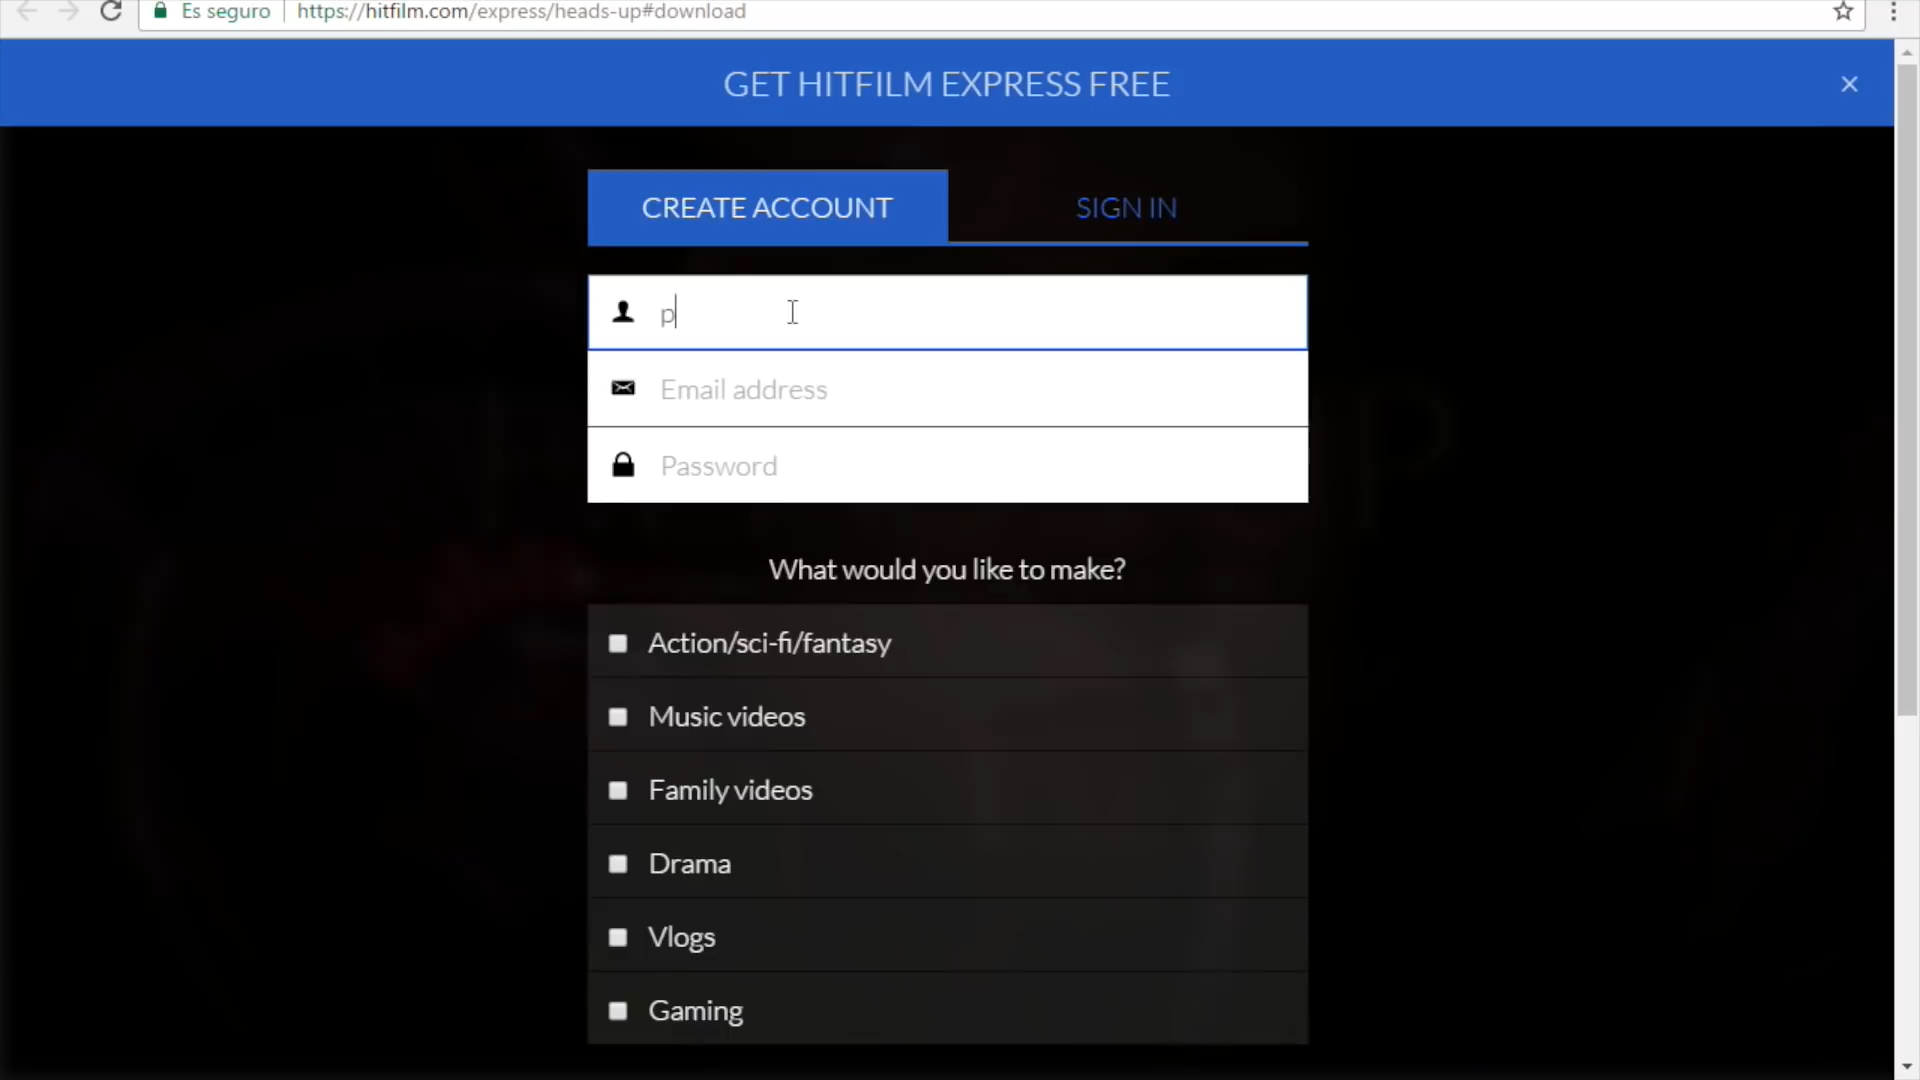 Es seguro https://hitfilm.com/express/heads-up#download
GET HITFILM EXPRESS FREE
CREATE ACCOUNT SIGN IN
p
Email address
Password
What would you like to make?
Action/sci-fi/fantasy
Music videos
Family videos
Drama
Vlogs
Gaming